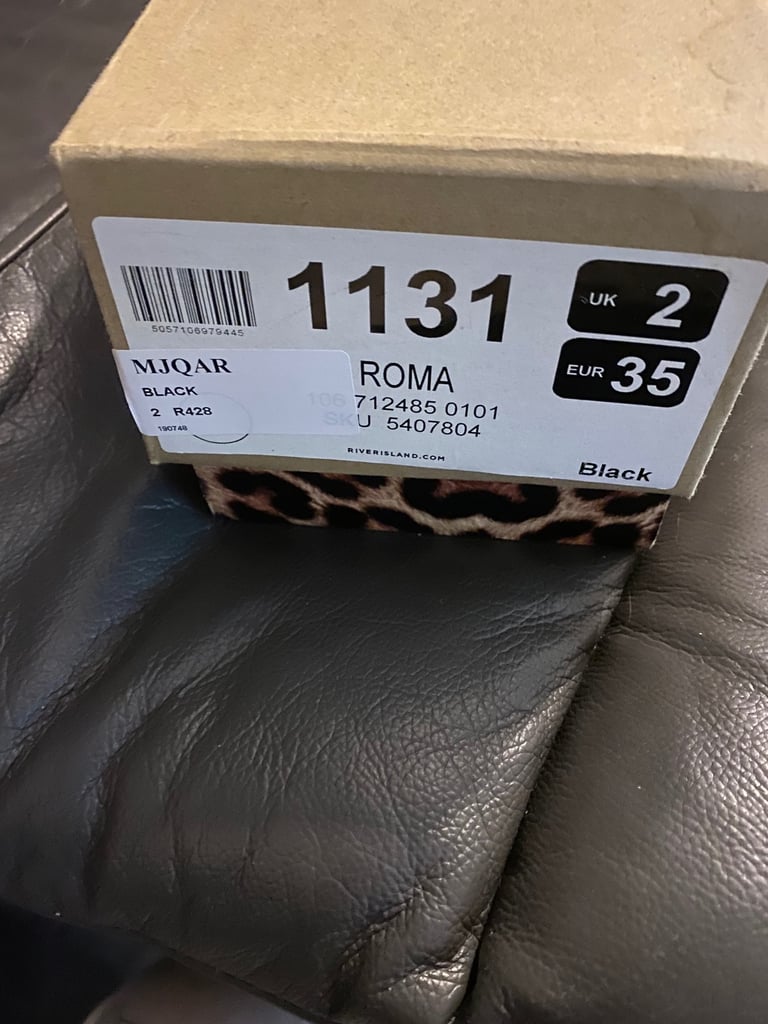 1131
UK 2
5057106979445
EUR 35
MJQAR
BLACK
2 R428
190748
ROMA
106 712485 0101
SKU 5407804
RIVERISLAND.COM
Black